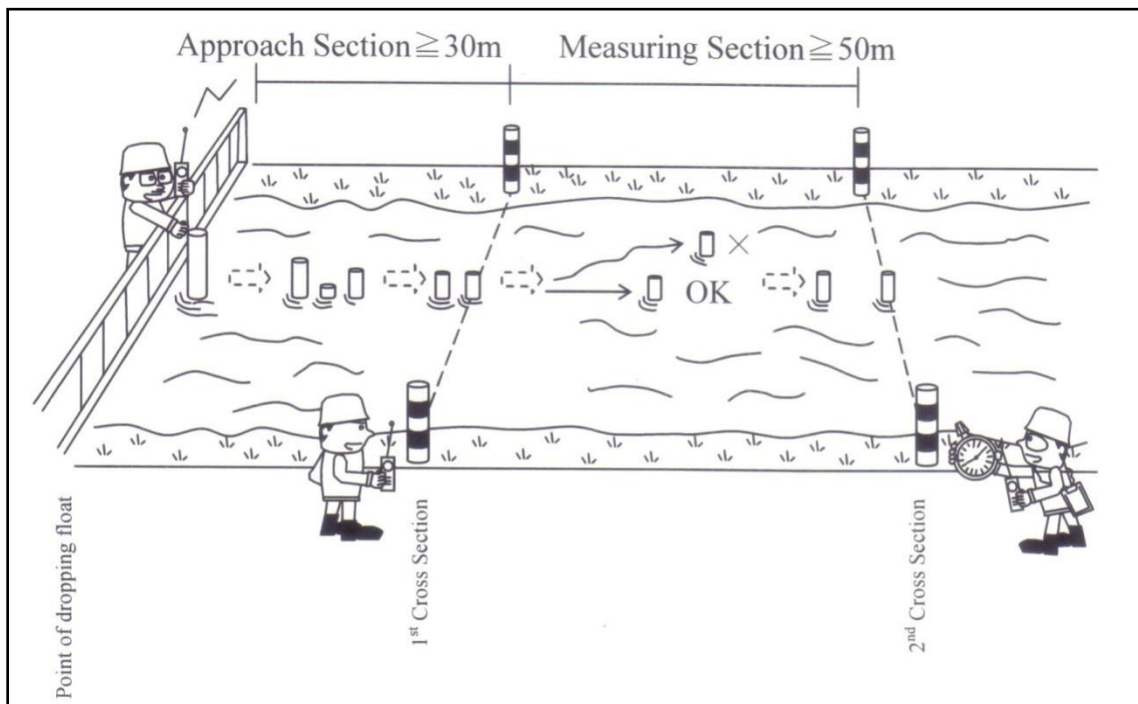 Approach Section≧30m
Measuring Section≧50m
×
OK
Point of dropping float
1st Cross Section
2nd Cross Section